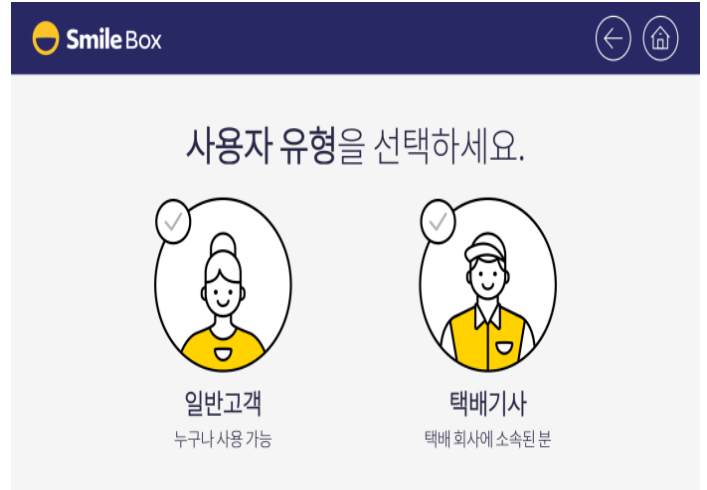 Smile Box
사용자 유형을 선택하세요.
일반고객
누구나 사용 가능
택배기사
택배 회사에 소속된 분